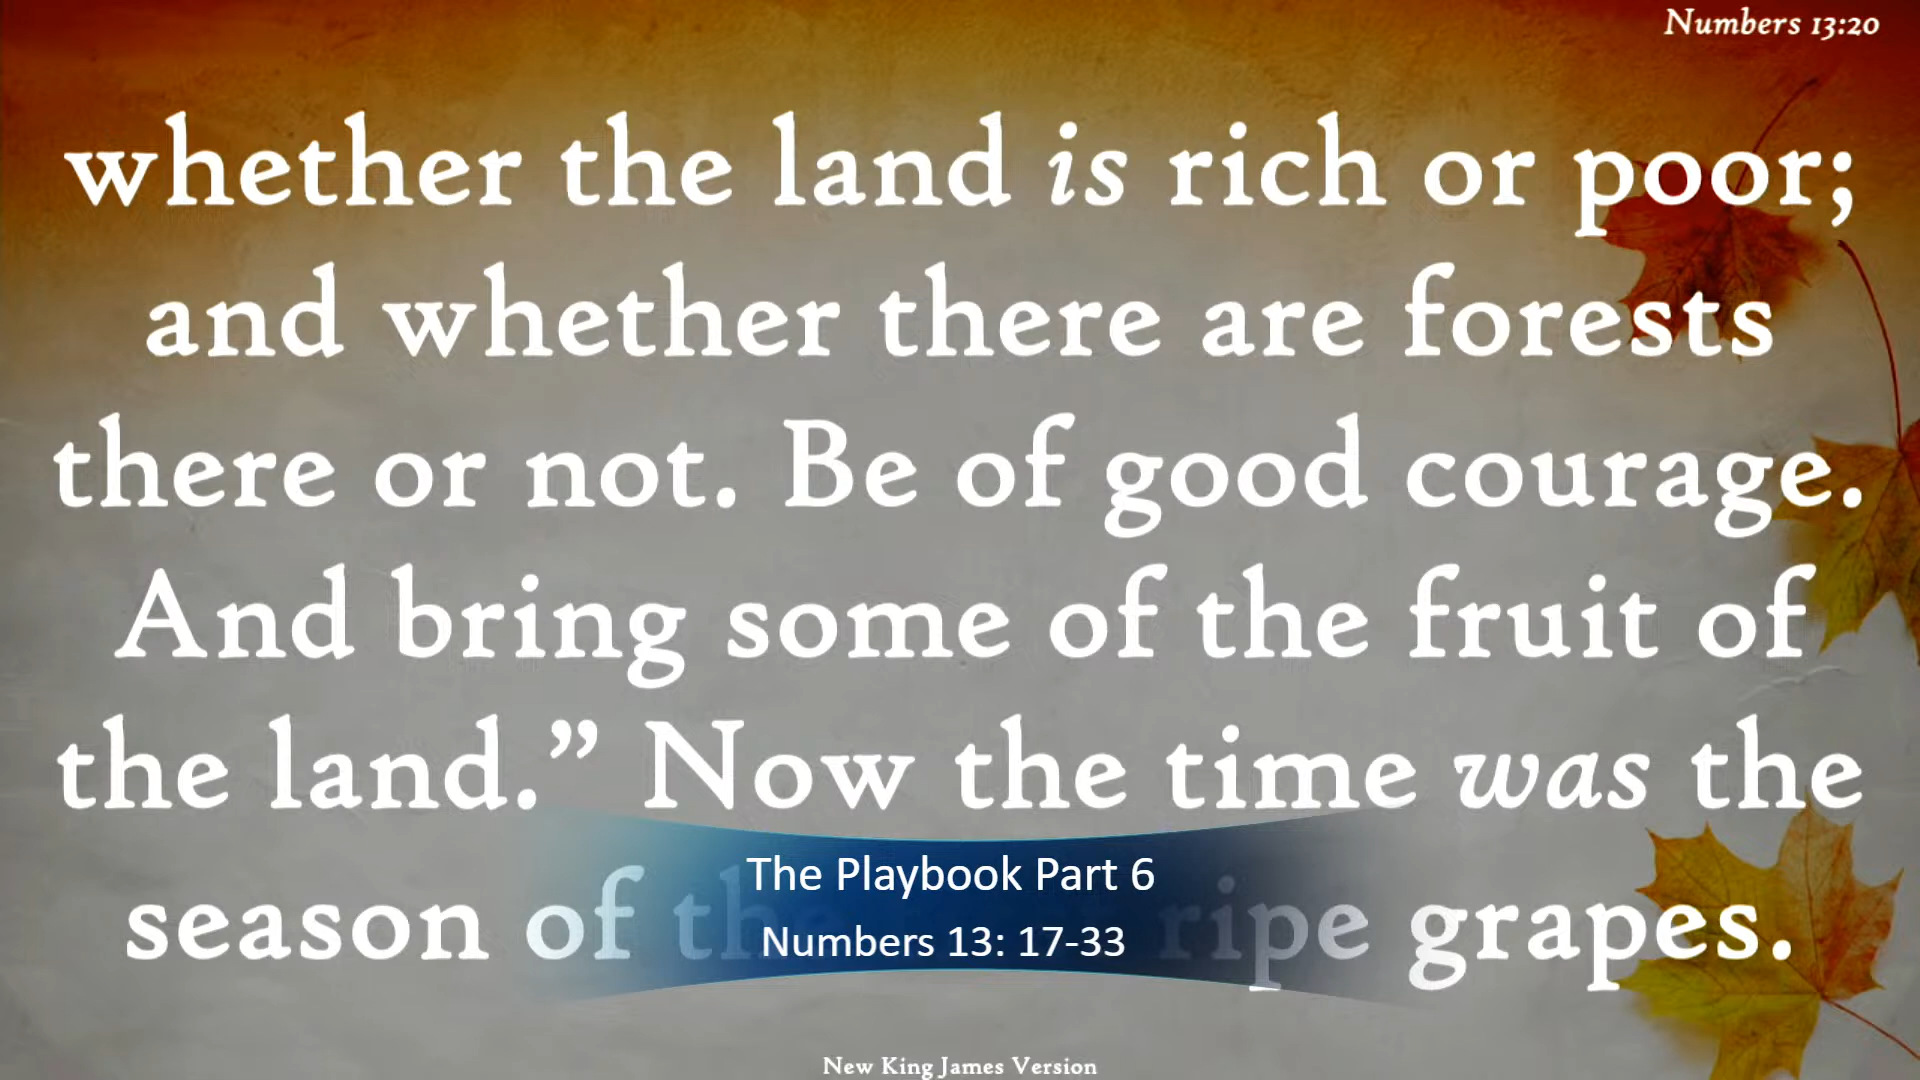 Numbers 13:20
whether the land is rich or poor;
and whether there are forests
there or not. Be of good courage.
And bring some of the fruit of
the land.” Now the time was the
season of ripe grapes.
The Playbook Part 6
Numbers 13: 17-33
New King James Version